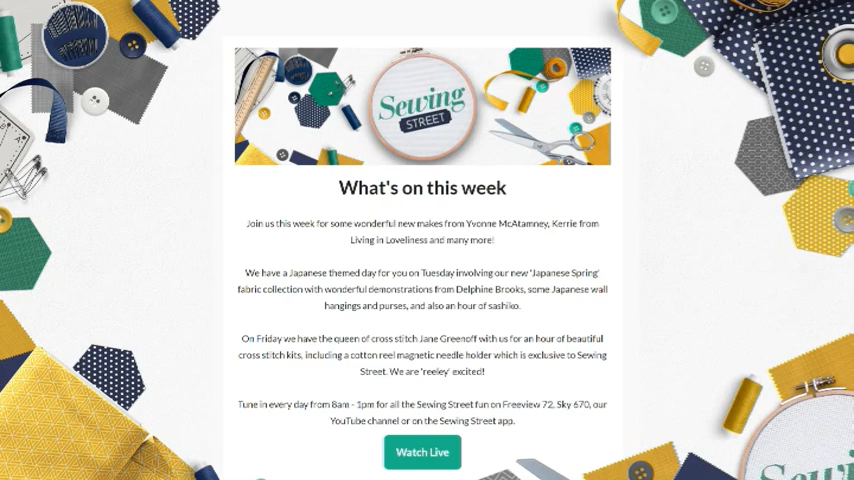 Sewing
STREET
What's on this week
Join us this week for some wonderful new makes from Yvonne McAtamney, Kerrie from
Living in Loveliness and many more!
We have a Japanese themed day for you on Tuesday involving our new 'Japanese Spring'
fabric collection with wonderful demonstrations from Delphine Brooks, some Japanese wall
hangings and purses, and also an hour of sashiko.
On Friday we have the queen of cross stitch Jane Greenoff with us for an hour of beautiful
cross stitch kits, including a cotton reel magnetic needle holder which is exclusive to Sewing
Street. We are 'reeley' excited!
Tune in every day from 8am - 1pm for all the Sewing Street fun on Freeview 72, Sky 670, our
YouTube channel or on the Sewing Street app.
Watch Live